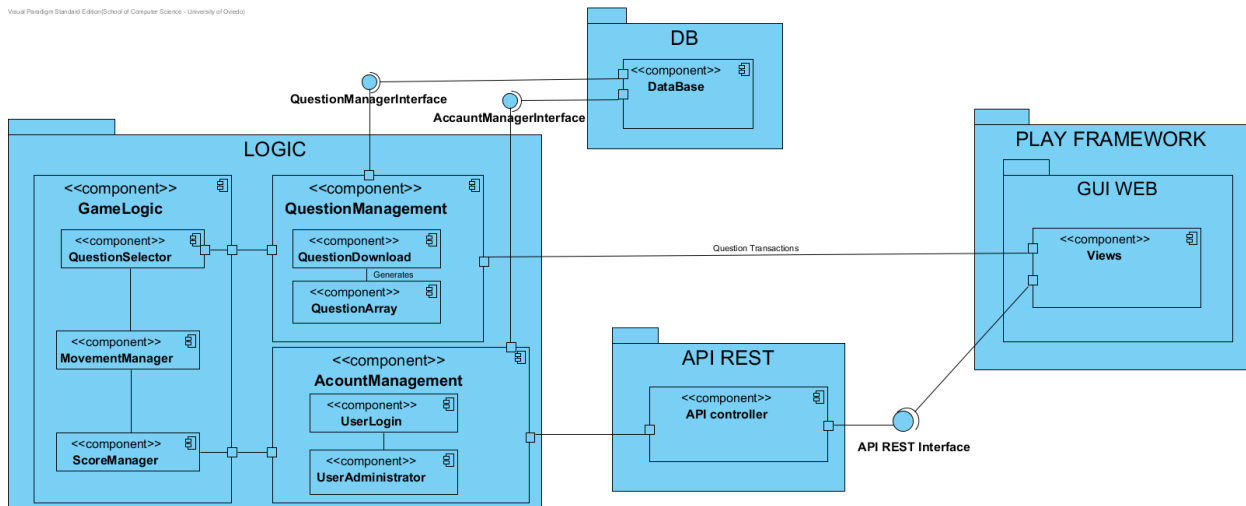 Visual Paradigm Standard Edition(School of Computer Science - University of Oviedo)
DB
<<component>>
DataBase
QuestionManagerInterface
AccauntManagerInterface
LOGIC
<<component>>
GameLogic
<<component>>
QuestionSelector
<<component>>
MovementManager
<<component>>
ScoreManager
<<component>>
QuestionManagement
<<component>>
QuestionDownload
Generates
<<component>>
QuestionArray
<<component>>
AcountManagement
<<component>>
UserLogin
<<component>>
UserAdministrator
Question Transactions
PLAY FRAMEWORK
GUI WEB
<<component>>
Views
API REST
<<component>>
API controller
API REST Interface